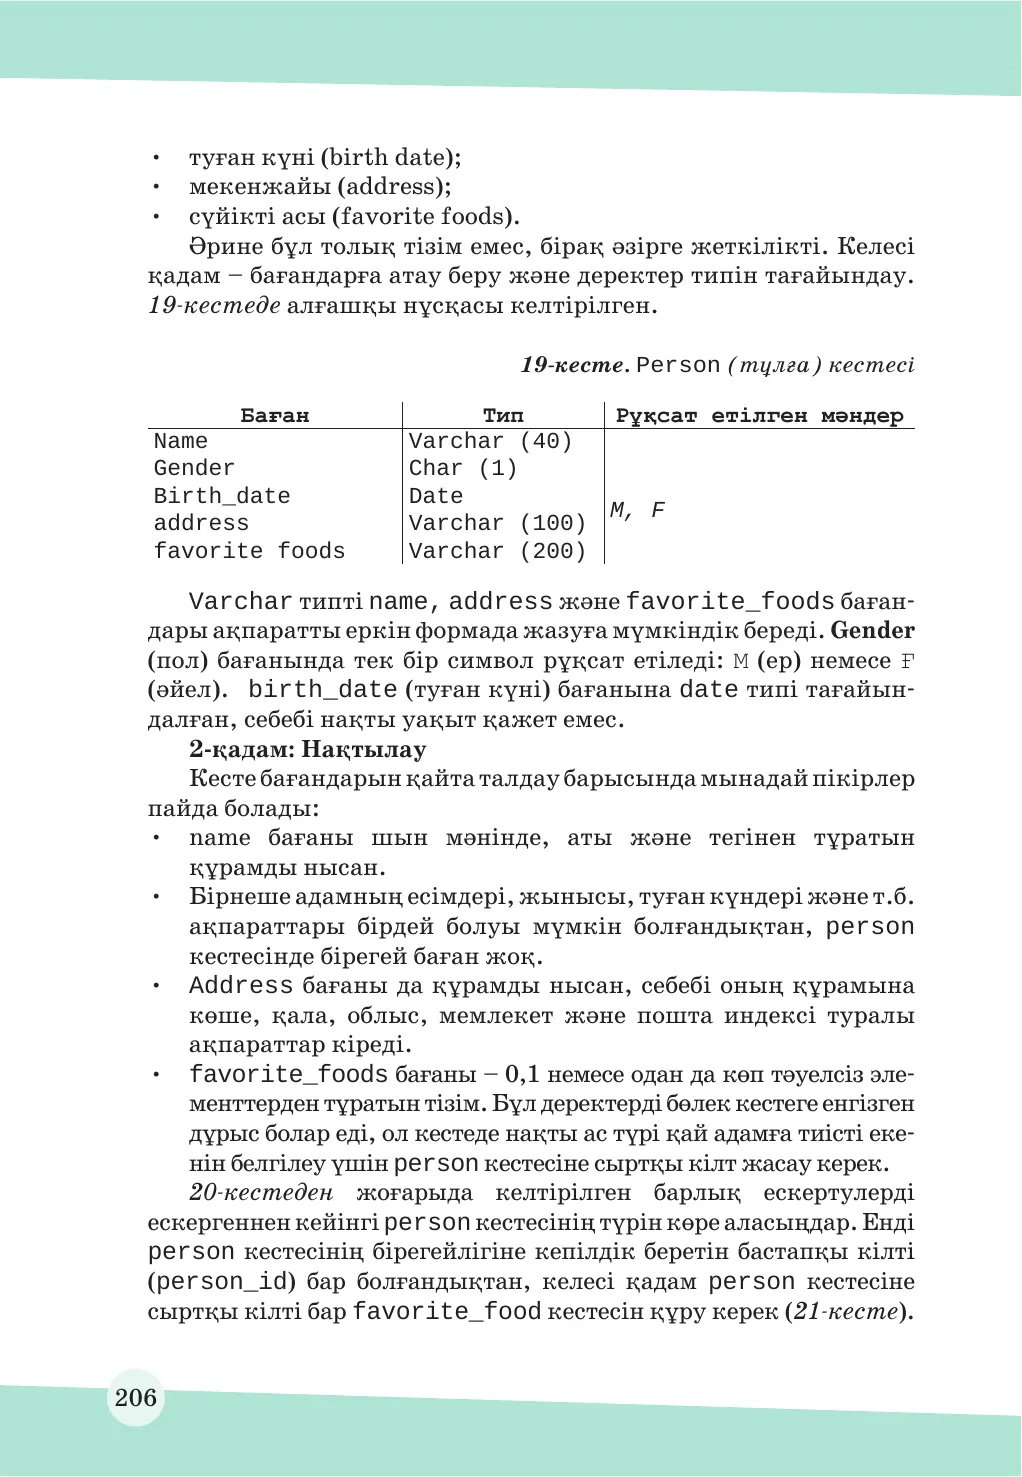 • туған күні (birth date);
• мекенжайы (address);
• сүйікті асы (favorite foods).
Әрине бұл толық тізім емес, бірақ әзірге жеткілікті. Келесі
қадам – бағандарға атау беру және деректер типін тағайындау.
19-кестеде алғашқы нұсқасы келтірілген.
19-кесте. Person (тұлға) кестесі
Баған Тип Рұқсат етілген мәндер
Name Varchar (40)
Gender Char (1)
Birth_date Date
M, F
address Varchar (100)
favorite foods Varchar (200)
Varchar типті name, address және favorite_foods баған-
дары ақпаратты еркін формада жазуға мүмкіндік береді. Gender
(пол) бағанында тек бір символ рұқсат етіледі: M (ер) немесе F
(әйел). birth_date (туған күні) бағанына date типі тағайын-
далған, себебі нақты уақыт қажет емес.
2-қадам: Нақтылау
Кесте бағандарын қайта талдау барысында мынадай пікірлер
пайда болады:
• name бағаны шын мәнінде, аты және тегінен тұратын
құрамды нысан.
• Бірнеше адамның есімдері, жынысы, туған күндері және т.б.
ақпараттары бірдей болуы мүмкін болғандықтан, person
кестесінде бірегей баған жоқ.
• Address бағаны да құрамды нысан, себебі оның құрамына
көше, қала, облыс, мемлекет және пошта индексі туралы
ақпараттар кіреді.
• favorite_foods бағаны – 0,1 немесе одан да көп тәуелсіз эле-
менттерден тұратын тізім. Бұл деректерді бөлек кестеге енгізген
дұрыс болар еді, ол кестеде нақты ас түрі қай адамға тиісті еке-
нін белгілеу үшін person кестесіне сыртқы кілт жасау керек.
20-кестеден жоғарыда келтірілген барлық ескертулерді
ескергеннен кейінгі person кестесінің түрін көре аласыңдар. Енді
person кестесінің бірегейлігіне кепілдік беретін бастапқы кілті
(person_id) бар болғандықтан, келесі қадам person кестесіне
сыртқы кілті бар favorite_food кестесін құру керек (21-кесте).
206